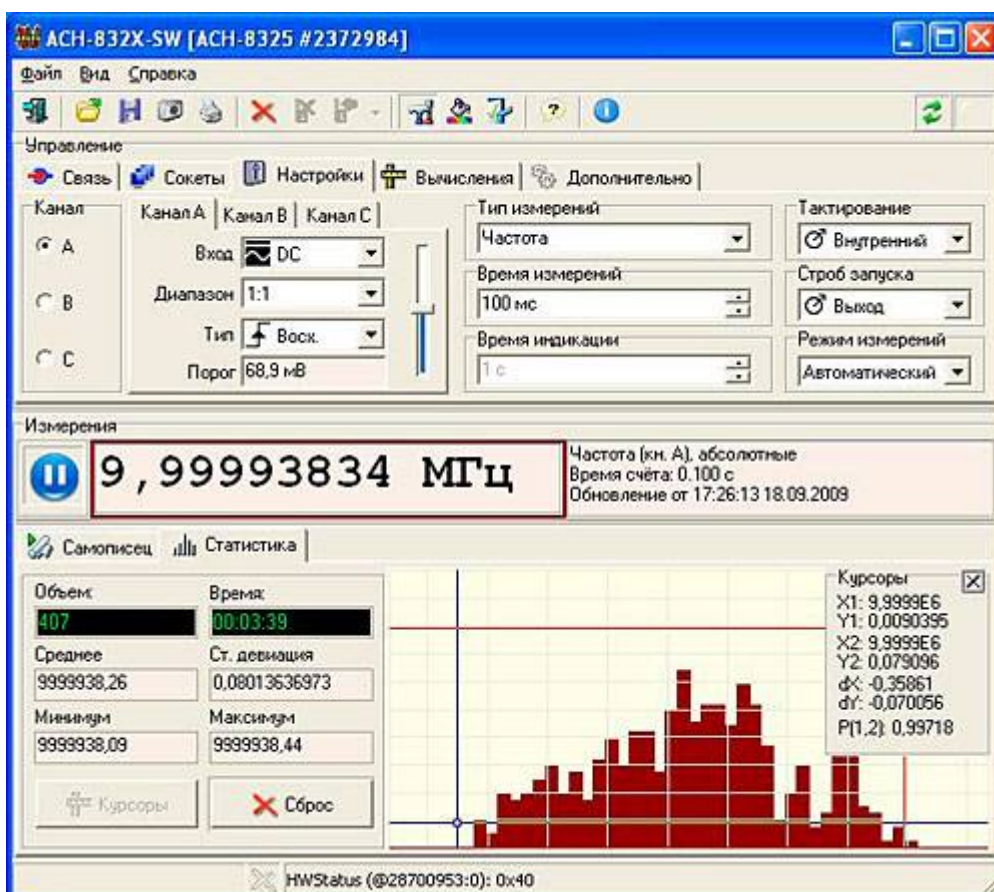 ACH-832X-SW [ACH-8325 #2372984]
Файл Вид Справка
Управление
Связь Сокеты Настройки Вычисления Дополнительно
Канал
A
B
C
Канал A Канал B Канал C
Вход DC
Диапазон 1:1
Тип Восх.
Порог 68,9 мВ
Тип измерений
Частота
Время измерений
100 мс
Время индикации
1 с
Тактирование
Внутренний
Строб запуска
Выход
Режим измерений
Автоматический
Измерения
9,99993834 МГц
Частота (кн. А), абсолютные
Время счёта: 0.100 с
Обновление от 17:26:13 18.09.2009
Самописец Статистика
Объем: Время:
407 00:03:39
Среднее Ст. девиация
9999938,26 0,08013636973
Минимум Максимум
9999938,09 9999938,44
Курсоры Сброс
Курсоры
X1: 9,9999E6
Y1: 0,0090395
X2: 9,9999E6
Y2: 0,079096
dX: -0,35861
dY: -0,070056
P(1,2): 0,99718
HWStatus (@28700953:0): 0x40